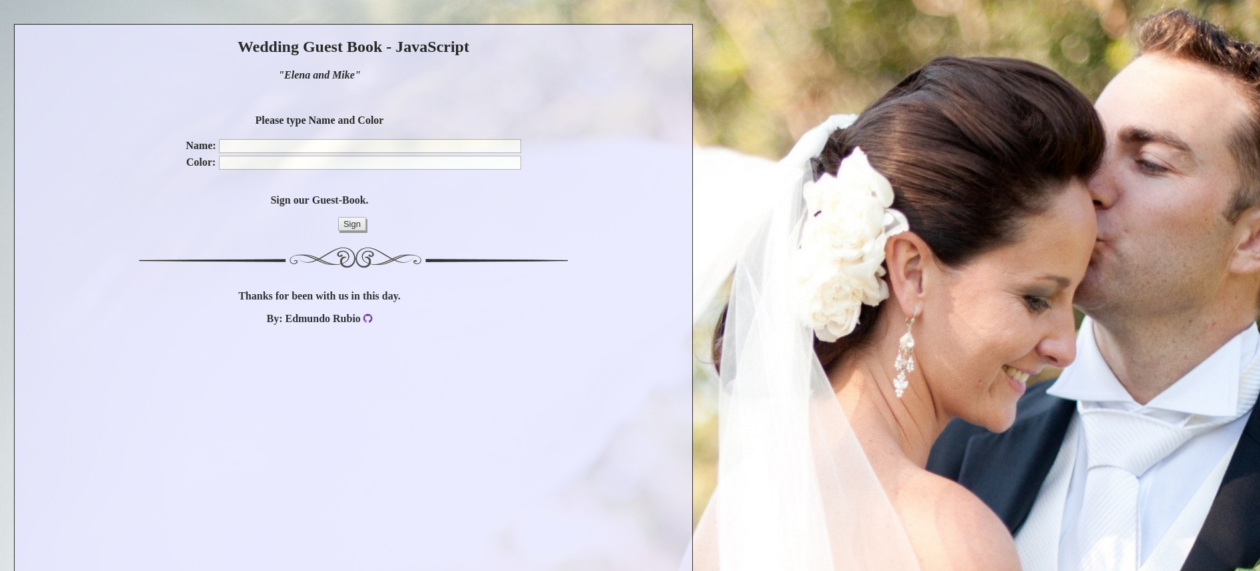 Wedding Guest Book - JavaScript
"Elena and Mike"
Please type Name and Color
Name:
Color:
Sign our Guest-Book.
Sign
Thanks for been with us in this day.
By: Edmundo Rubio